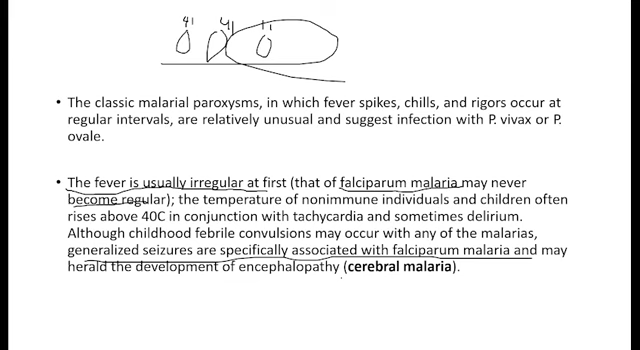 41 41
• The classic malarial paroxysms, in which fever spikes, chills, and rigors occur at
regular intervals, are relatively unusual and suggest infection with P. vivax or P.
ovale.
• The fever is usually irregular at first (that of falciparum malaria may never
become regular); the temperature of nonimmune individuals and children often
rises above 40C in conjunction with tachycardia and sometimes delirium.
Although childhood febrile convulsions may occur with any of the malarias,
generalized seizures are specifically associated with falciparum malaria and may
herald the development of encephalopathy (cerebral malaria).